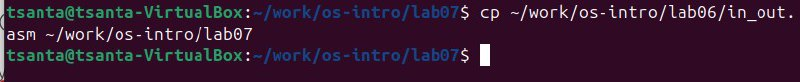 tsanta@tsanta-VirtualBox:~/work/os-intro/lab07$ cp ~/work/os-intro/lab06/in_out.
asm ~/work/os-intro/lab07
tsanta@tsanta-VirtualBox:~/work/os-intro/lab07$